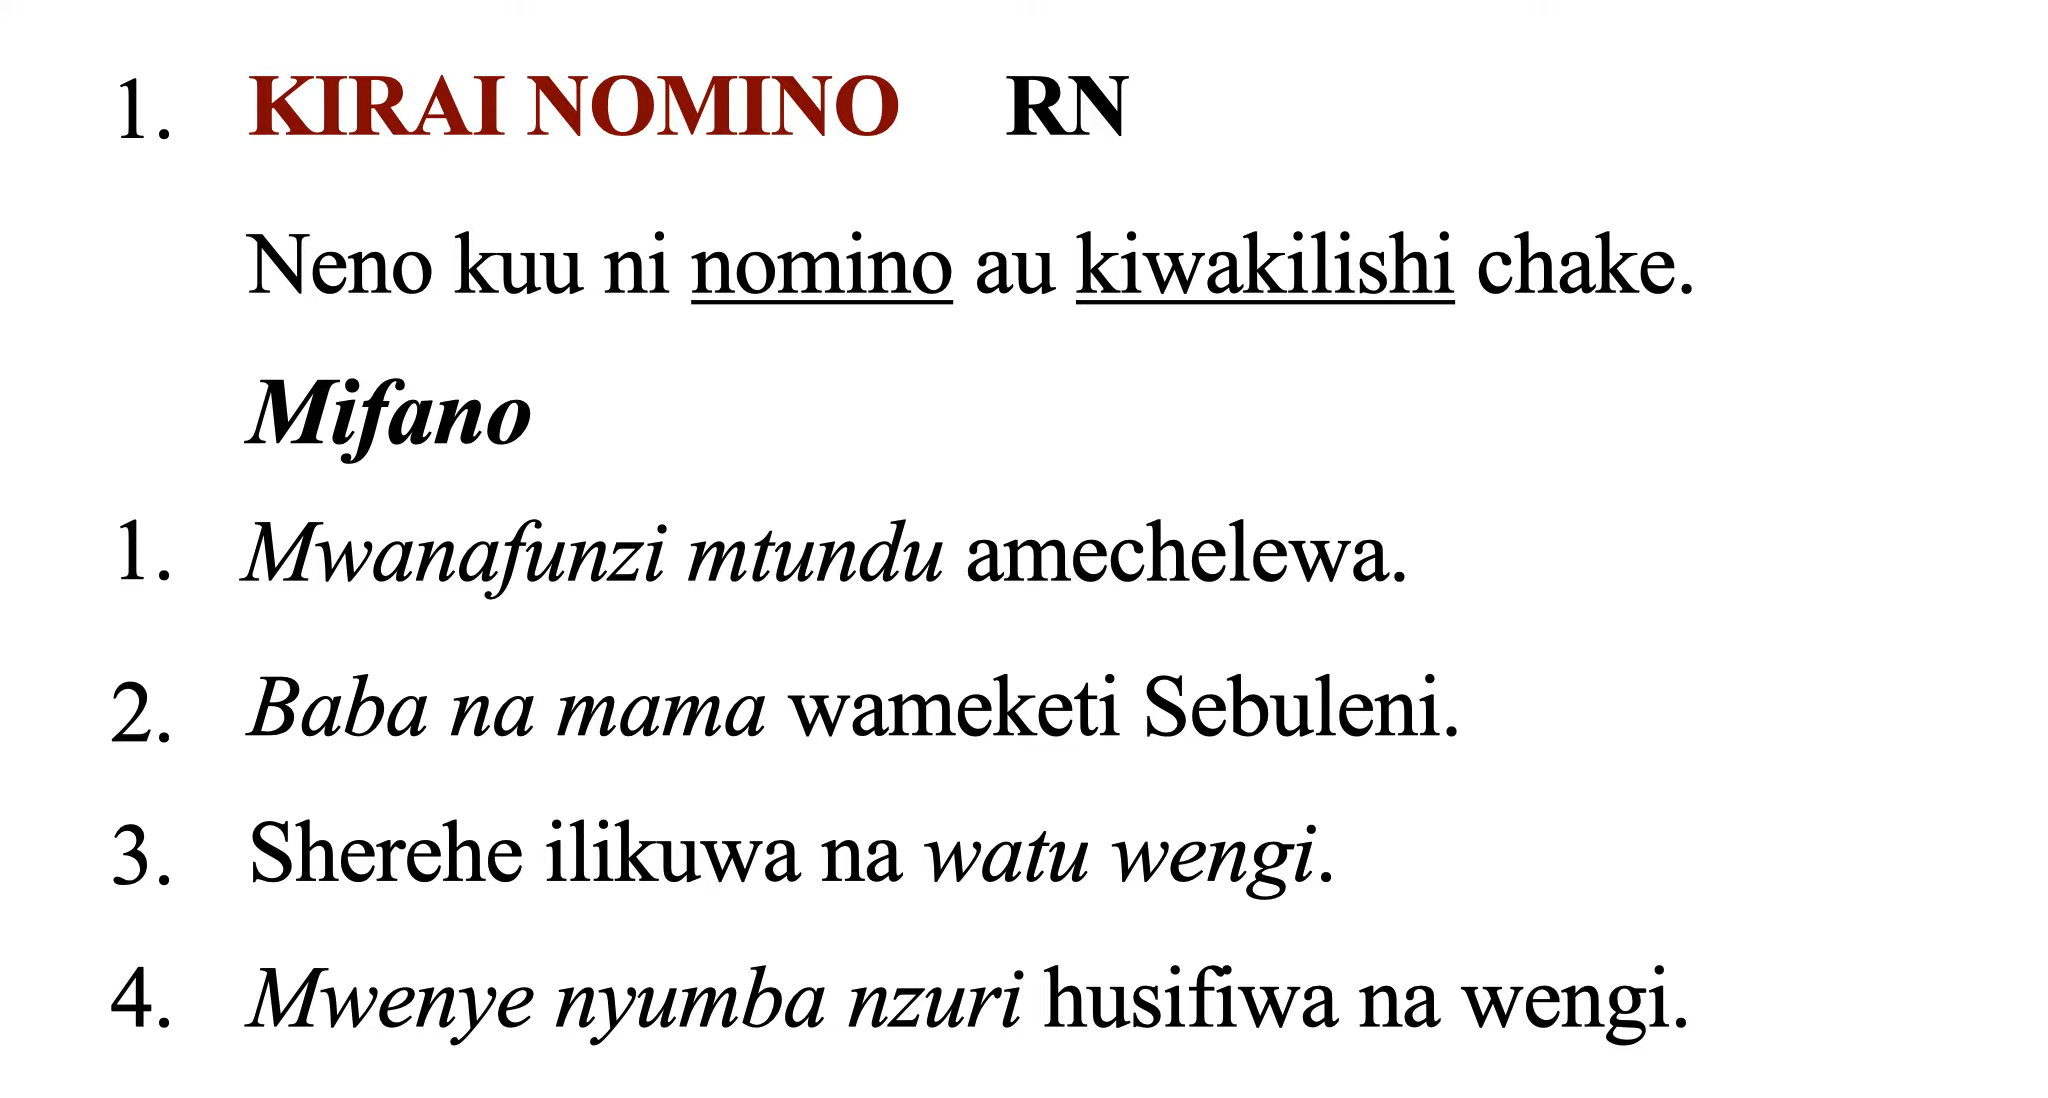 1. KIRAI NOMINO RN
Neno kuu ni nomino au kiwakilishi chake.
Mifano
1. Mwanafunzi mtundu amechelewa.
2. Baba na mama wameketi Sebuleni.
3. Sherehe ilikuwa na watu wengi.
4. Mwenye nyumba nzuri husifiwa na wengi.